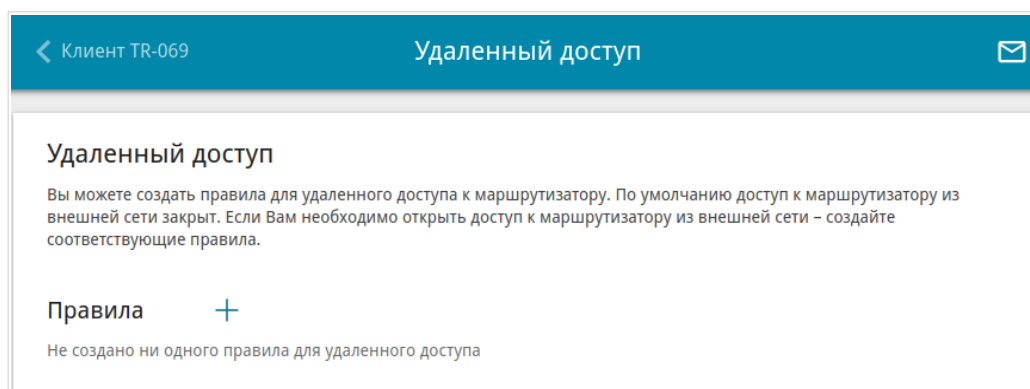 Клиент TR-069
Удаленный доступ
Удаленный доступ
Вы можете создать правила для удаленного доступа к маршрутизатору. По умолчанию доступ к маршрутизатору из
внешней сети закрыт. Если Вам необходимо открыть доступ к маршрутизатору из внешней сети – создайте
соответствующие правила.
Правила
Не создано ни одного правила для удаленного доступа